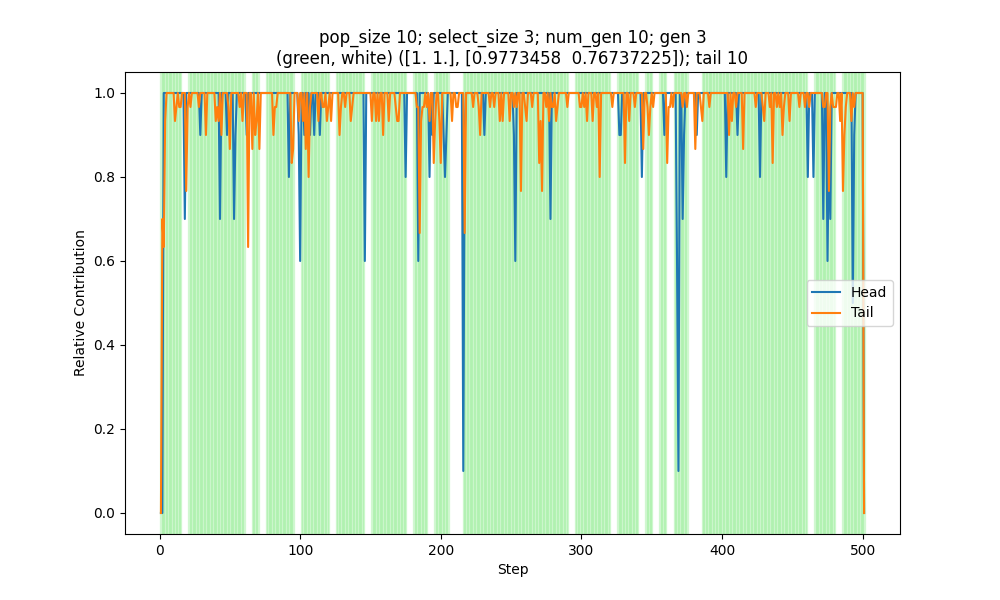 pop_size 10; select_size 3; num_gen 10; gen 3
(green, white) ([1. 1.], [0.9773458  0.76737225]); tail 10
1.0
0.8
0.6
0.4
0.2
0.0
Relative Contribution
Head
Tail
0
100
200
300
400
500
Step